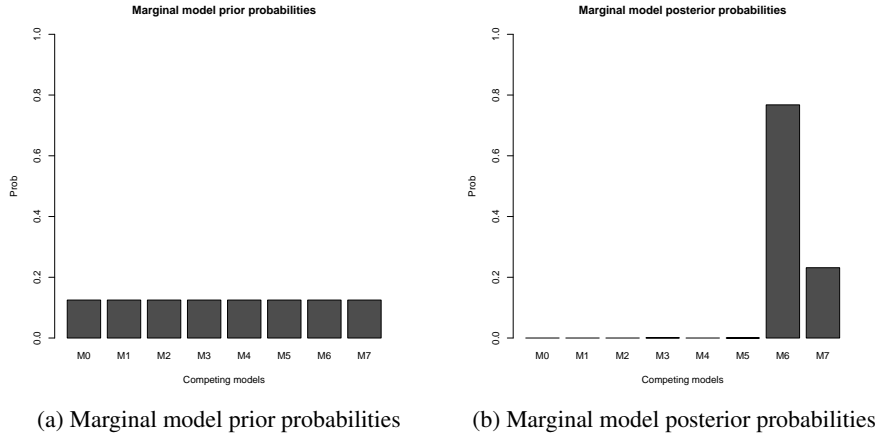 Marginal model prior probabilities
1.0
0.8
0.6
Prob
0.4
0.2
0.0
M0 M1 M2 M3 M4 M5 M6 M7
Competing models
(a) Marginal model prior probabilities
Marginal model posterior probabilities
1.0
0.8
0.6
Prob
0.4
0.2
0.0
M0 M1 M2 M3 M4 M5 M6 M7
Competing models
(b) Marginal model posterior probabilities